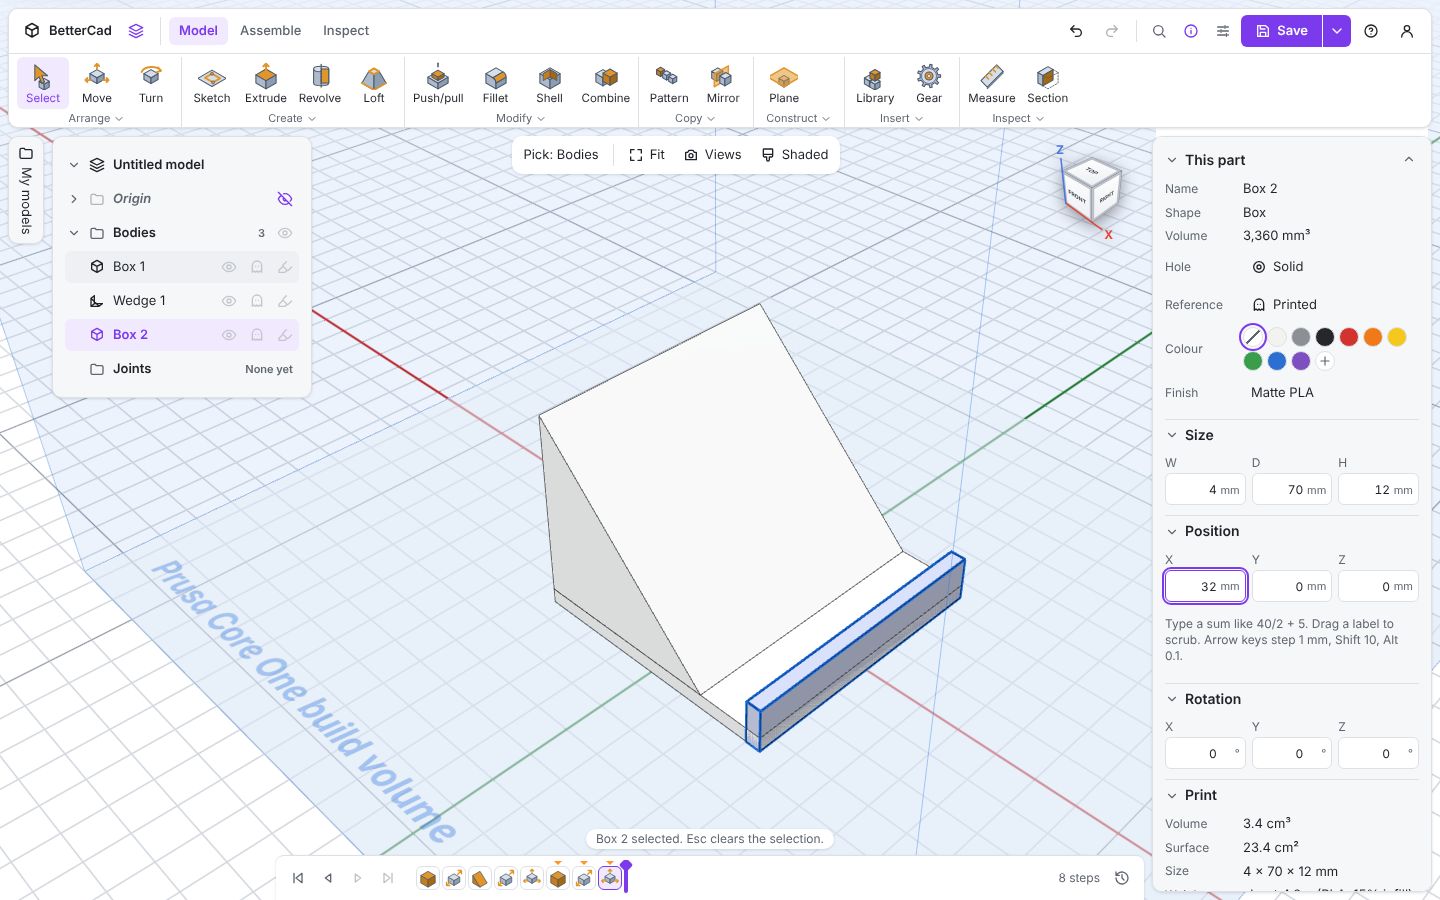 BetterCad
Model
Assemble
Inspect
Save
Select
Move
Turn
Sketch
Extrude
Revolve
Loft
Push/pull
Fillet
Shell
Combine
Pattern
Mirror
Plane
Library
Gear
Measure
Section
Arrange
Create
Modify
Copy
Construct
Insert
Inspect
My models
Untitled model
Origin
Bodies 3
Box 1
Wedge 1
Box 2
Joints None yet
Pick: Bodies
Fit
Views
Shaded
Z
TOP
FRONT
RIGHT
X
Prusa Core One build volume
This part
Name Box 2
Shape Box
Volume 3,360 mm³
Hole Solid
Reference Printed
Colour
Finish Matte PLA
Size
W D H
4 mm 70 mm 12 mm
Position
X Y Z
32 mm 0 mm 0 mm
Type a sum like 40/2 + 5. Drag a label to
scrub. Arrow keys step 1 mm, Shift 10, Alt
0.1.
Rotation
X Y Z
0 ° 0 ° 0 °
Print
Volume 3.4 cm³
Surface 23.4 cm²
Size 4 × 70 × 12 mm
Box 2 selected. Esc clears the selection.
8 steps